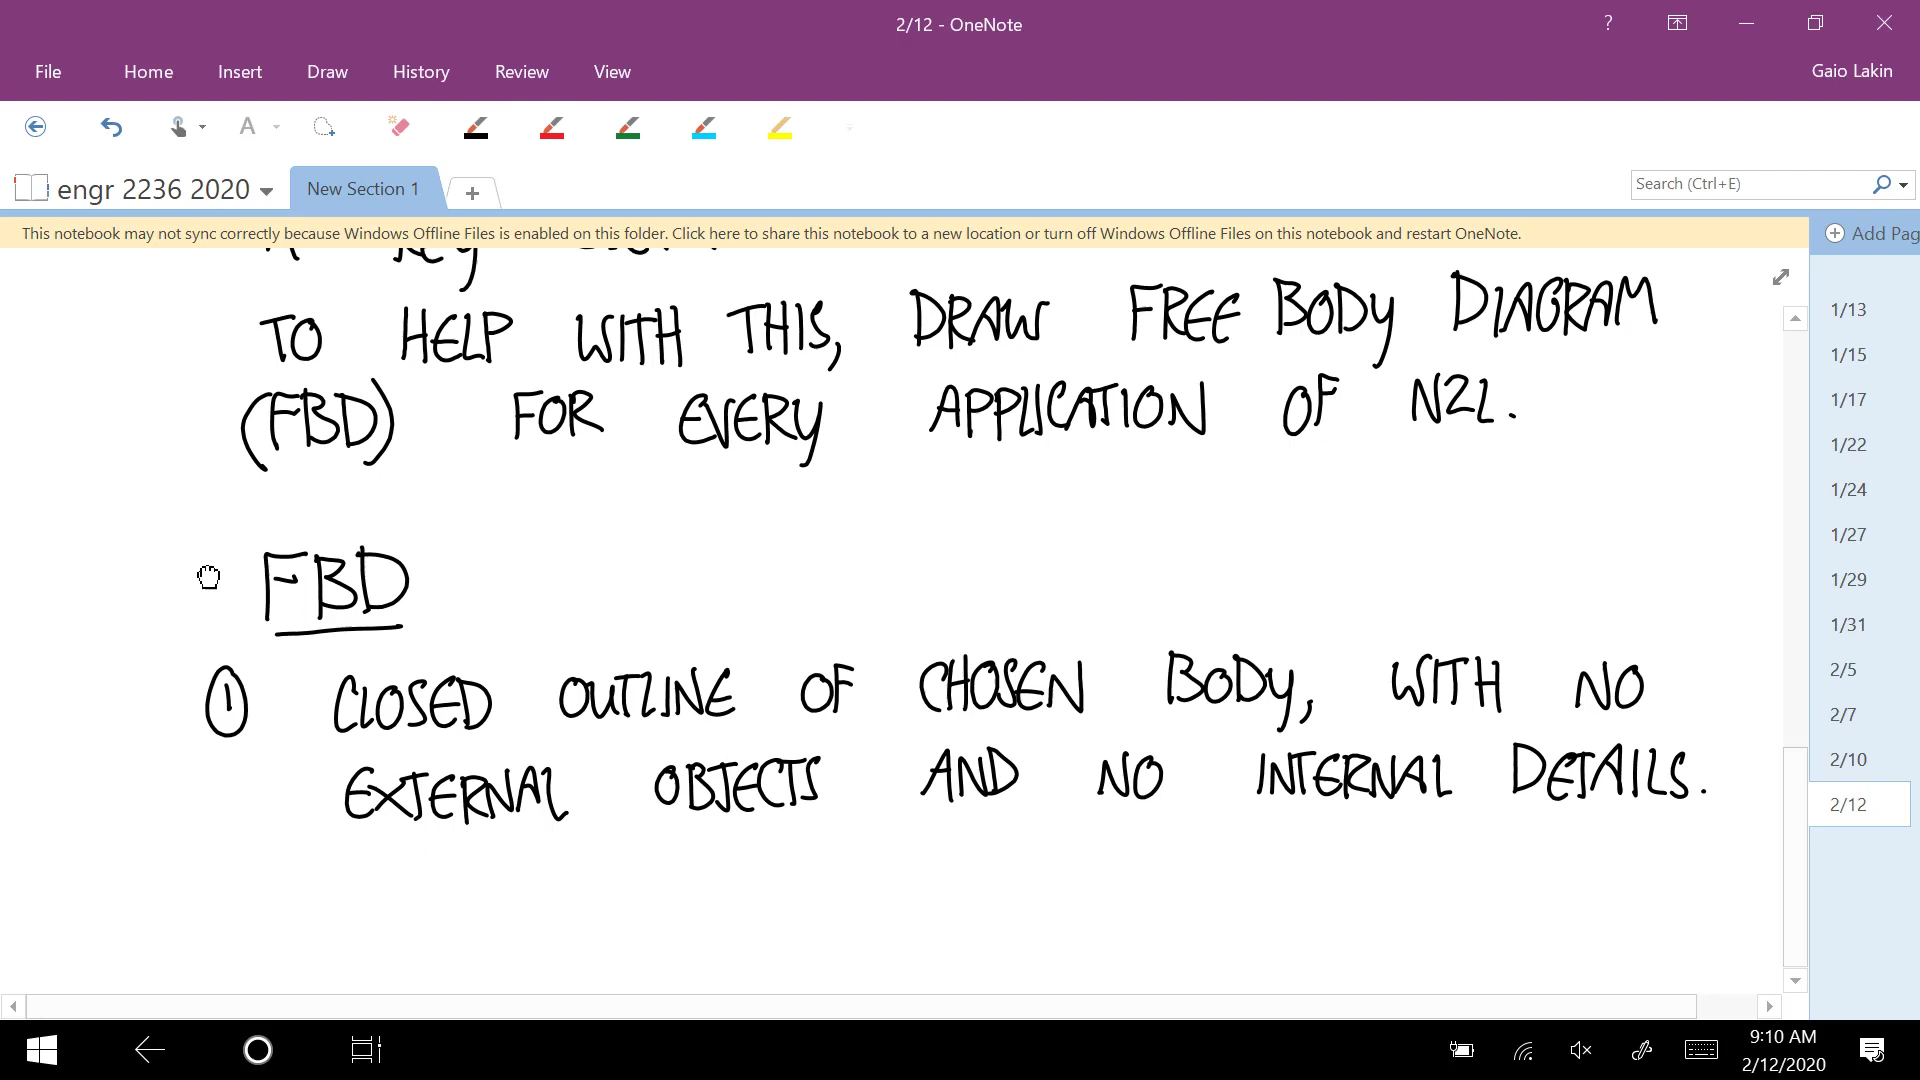 2/12 - OneNote
?
File Home Insert Draw History Review View
Gaio Lakin
A
engr 2236 2020
New Section 1
+
Search (Ctrl+E)
This notebook may not sync correctly because Windows Offline Files is enabled on this folder. Click here to share this notebook to a new location or turn off Windows Offline Files on this notebook and restart OneNote.
Add Pag
TO HELP WITH THIS, DRAW FREE BODY DIAGRAM
(FBD) FOR EVERY APPLICATION OF N2L.
FBD
① CLOSED OUTLINE OF CHOSEN BODY, WITH NO
EXTERNAL OBJECTS AND NO INTERNAL DETAILS.
1/13
1/15
1/17
1/22
1/24
1/27
1/29
1/31
2/5
2/7
2/10
2/12
9:10 AM
2/12/2020